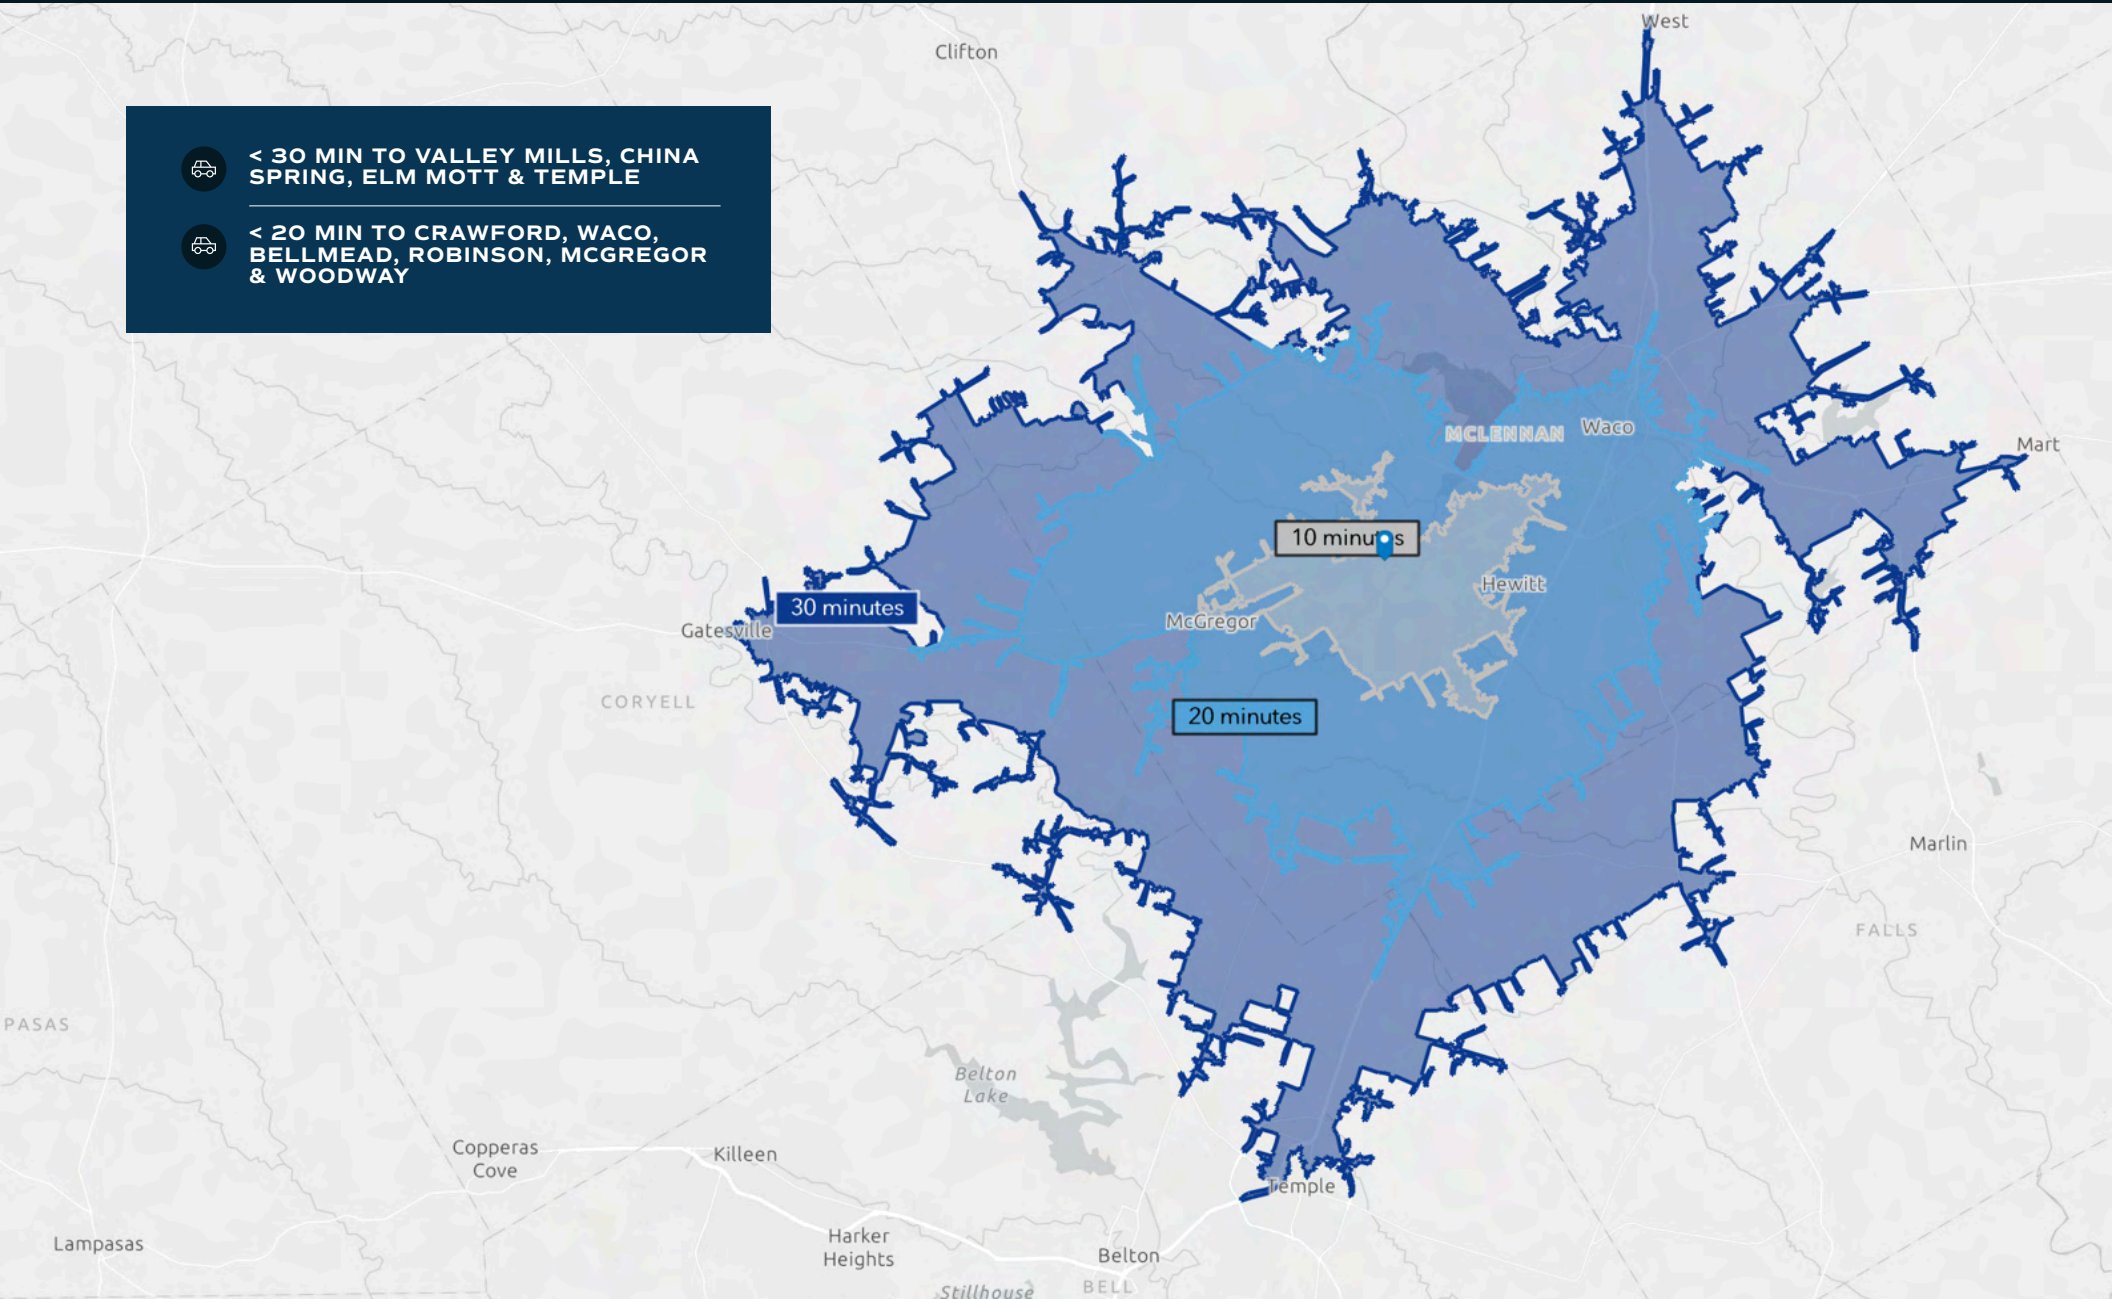 West
Clifton
< 30 MIN TO VALLEY MILLS, CHINA
SPRING, ELM MOTT & TEMPLE
< 20 MIN TO CRAWFORD, WACO,
BELLMEAD, ROBINSON, MCGREGOR
& WOODWAY
MCLENNAN
Waco
Mart
10 minutes
Hewitt
30 minutes
McGregor
Gatesville
CORYELL
20 minutes
Marlin
FALLS
PASAS
Belton
Lake
Copperas
Cove
Killeen
Temple
Lampasas
Harker
Heights
Belton
BELL
Stillhouse